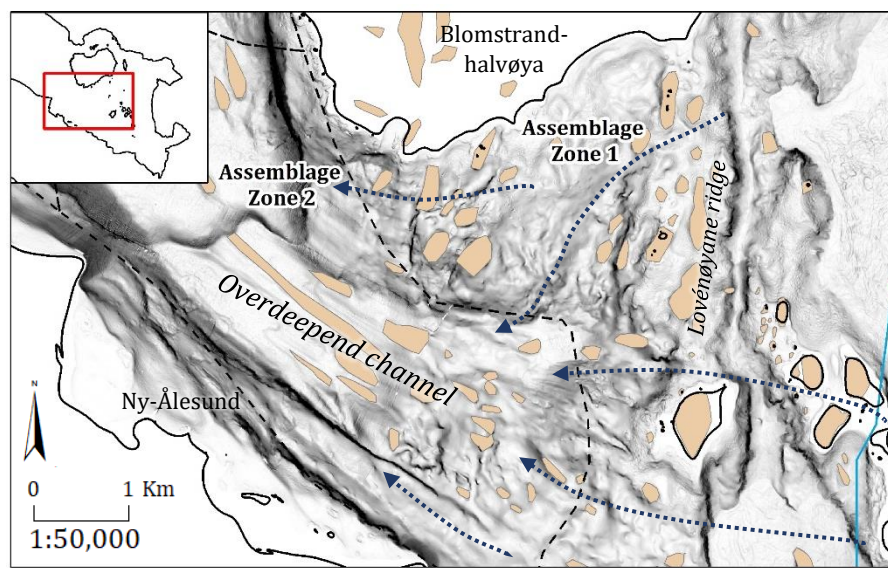 Blomstrand-
halvøya
Assemblage
Zone 1
Assemblage
Zone 2
Lovénøyane ridge
Overdeepend channel
Ny-Ålesund
N
0 1 Km
1:50,000